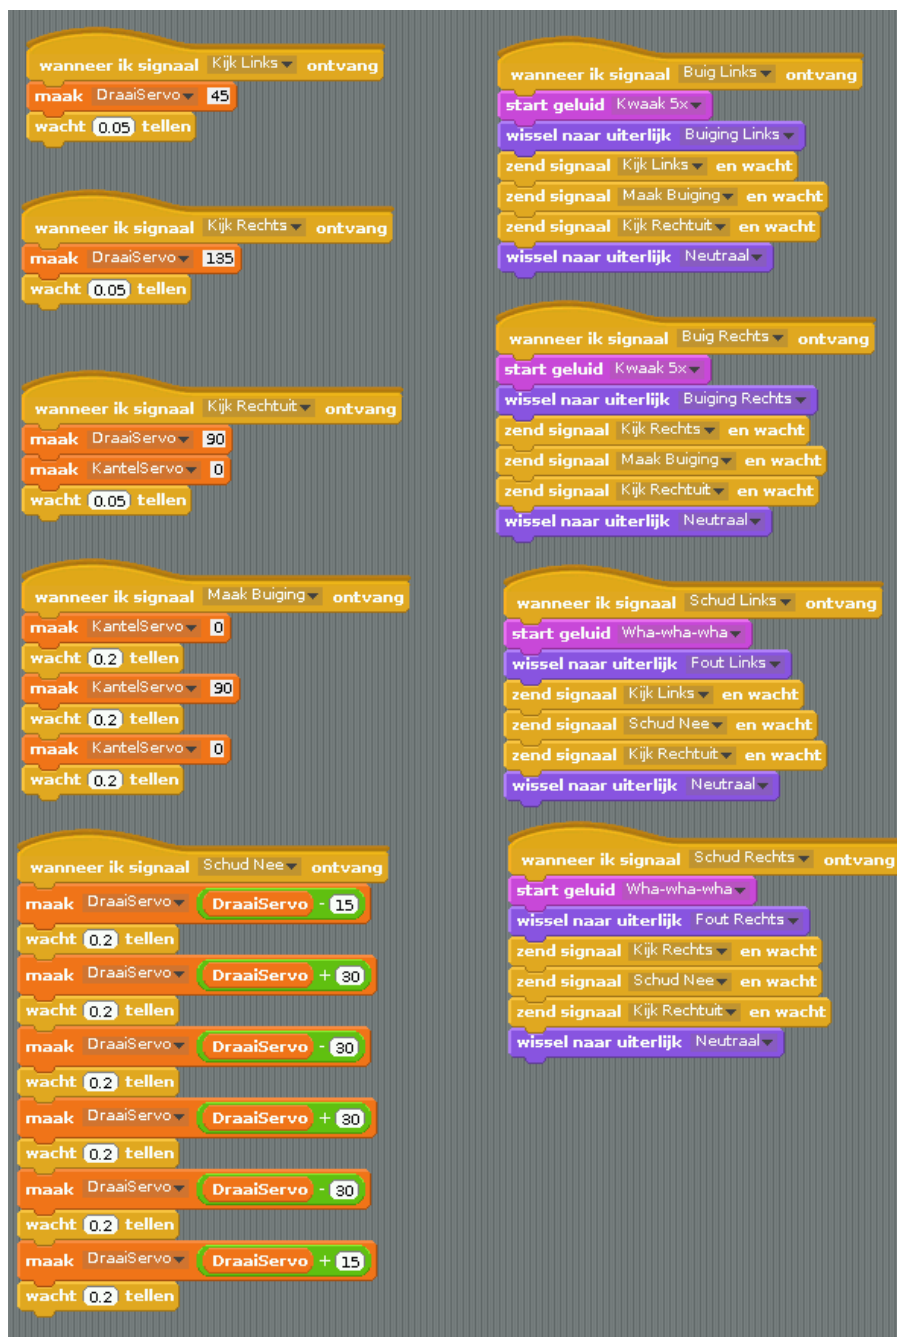 wanneer ik signaal Kijk Links ontvang
maak DraaiServo 45
wacht 0.05 tellen
wanneer ik signaal Kijk Rechts ontvang
maak DraaiServo 135
wacht 0.05 tellen
wanneer ik signaal Kijk Rechtuit ontvang
maak DraaiServo 90
maak KantelServo 0
wacht 0.05 tellen
wanneer ik signaal Maak Buiging ontvang
maak KantelServo 0
wacht 0.2 tellen
maak KantelServo 90
wacht 0.2 tellen
maak KantelServo 0
wacht 0.2 tellen
wanneer ik signaal Schud Nee ontvang
maak DraaiServo DraaiServo - 15
wacht 0.2 tellen
maak DraaiServo DraaiServo + 30
wacht 0.2 tellen
maak DraaiServo DraaiServo - 30
wacht 0.2 tellen
maak DraaiServo DraaiServo + 30
wacht 0.2 tellen
maak DraaiServo DraaiServo - 30
wacht 0.2 tellen
maak DraaiServo DraaiServo + 15
wacht 0.2 tellen
wanneer ik signaal Buig Links ontvang
start geluid Kwaak 5x
wissel naar uiterlijk Buiging Links
zend signaal Kijk Links en wacht
zend signaal Maak Buiging en wacht
zend signaal Kijk Rechtuit en wacht
wissel naar uiterlijk Neutraal
wanneer ik signaal Buig Rechts ontvang
start geluid Kwaak 5x
wissel naar uiterlijk Buiging Rechts
zend signaal Kijk Rechts en wacht
zend signaal Maak Buiging en wacht
zend signaal Kijk Rechtuit en wacht
wissel naar uiterlijk Neutraal
wanneer ik signaal Schud Links ontvang
start geluid Wha-wha-wha
wissel naar uiterlijk Fout Links
zend signaal Kijk Links en wacht
zend signaal Schud Nee en wacht
zend signaal Kijk Rechtuit en wacht
wissel naar uiterlijk Neutraal
wanneer ik signaal Schud Rechts ontvang
start geluid Wha-wha-wha
wissel naar uiterlijk Fout Rechts
zend signaal Kijk Rechts en wacht
zend signaal Schud Nee en wacht
zend signaal Kijk Rechtuit en wacht
wissel naar uiterlijk Neutraal